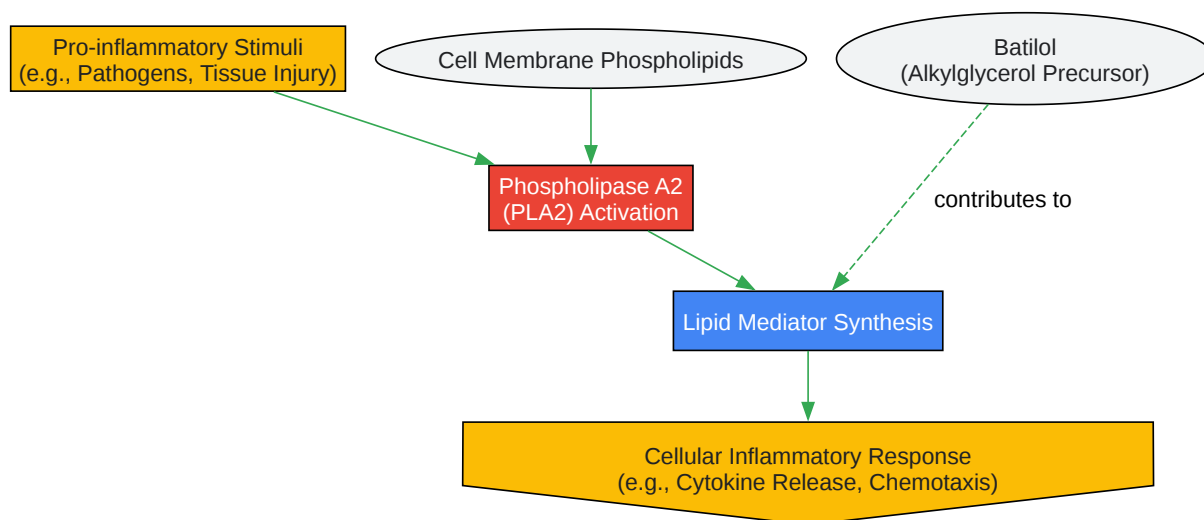 Pro-inflammatory Stimuli
(e.g., Pathogens, Tissue Injury)
Cell Membrane Phospholipids
Batilol
(Alkylglycerol Precursor)
Phospholipase A2
(PLA2) Activation
contributes to
Lipid Mediator Synthesis
Cellular Inflammatory Response
(e.g., Cytokine Release, Chemotaxis)